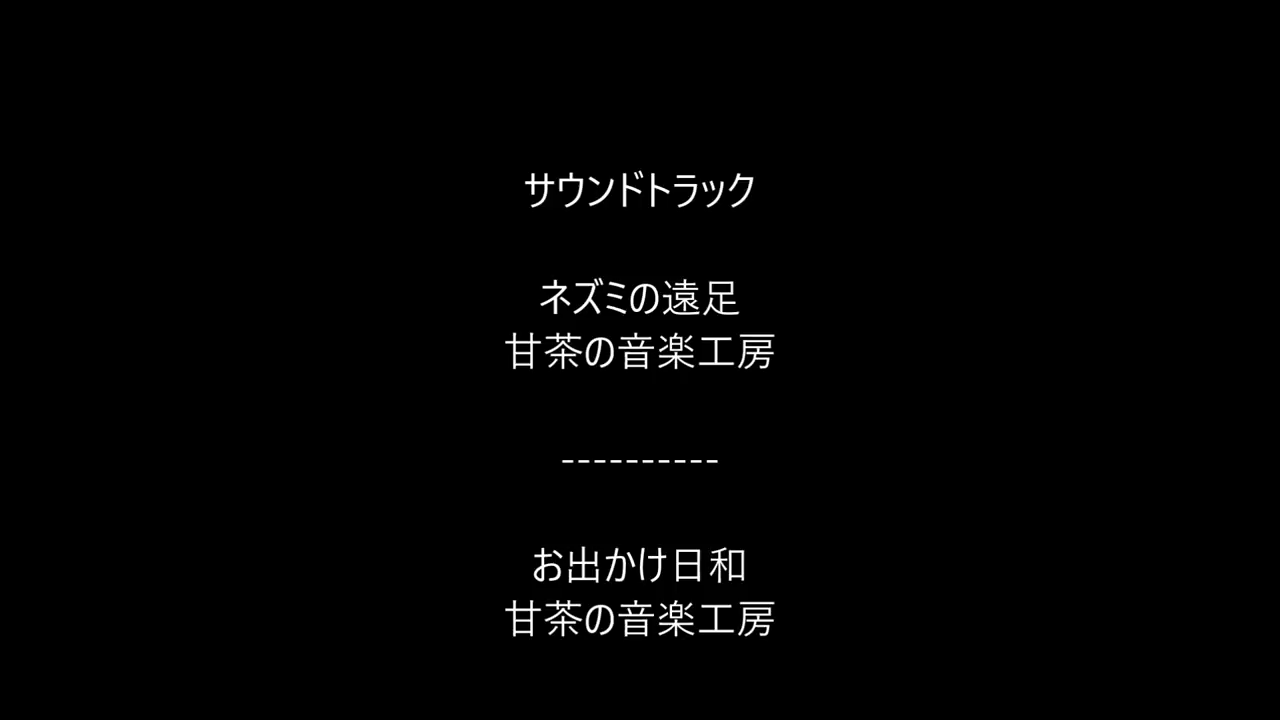 サウンドトラック
ネズミの遠足
甘茶の音楽工房
----------
お出かけ日和
甘茶の音楽工房